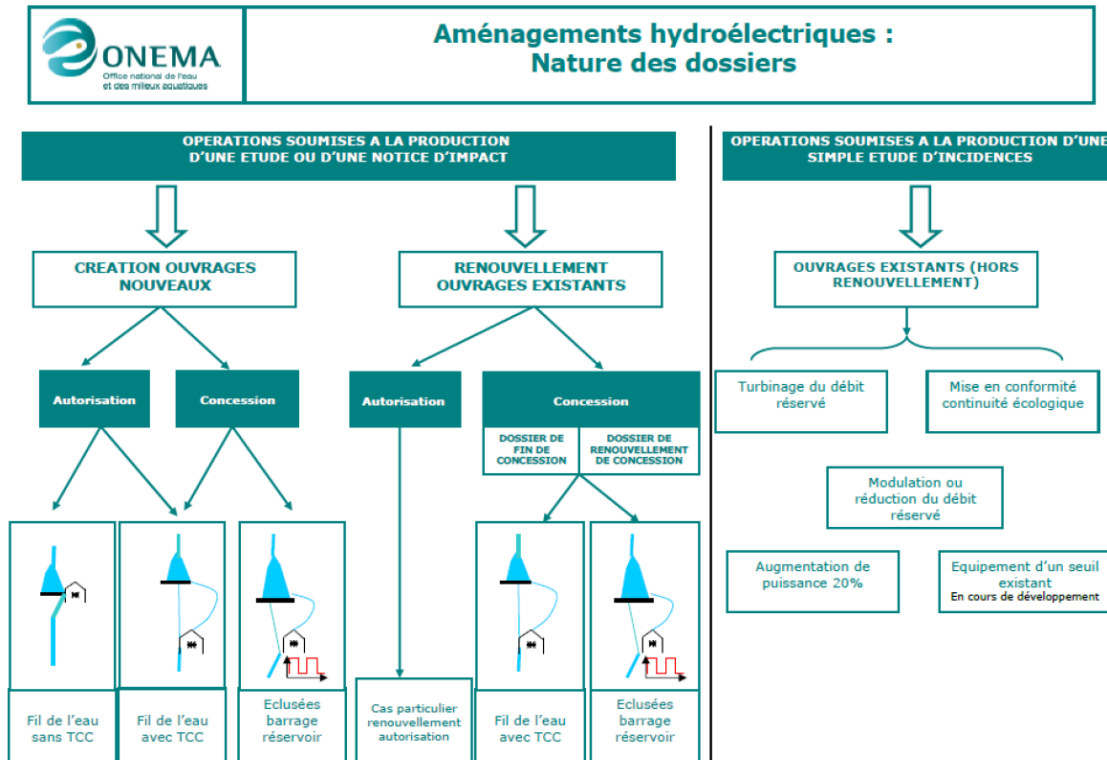 ONEMA
Office national de l'eau
et des milieux aquatiques
Aménagements hydroélectriques :
Nature des dossiers
OPERATIONS SOUMISES A LA PRODUCTION
D'UNE ETUDE OU D'UNE NOTICE D'IMPACT
CREATION OUVRAGES
NOUVEAUX
RENOUVELLEMENT
OUVRAGES EXISTANTS
Autorisation
Concession
Autorisation
Concession
DOSSIER DE
FIN DE
CONCESSION
DOSSIER DE
RENOUVELLEMENT
DE CONCESSION
Fil de l'eau
sans TCC
Fil de l'eau
avec TCC
Eclusées
barrage
réservoir
Cas particulier
renouvellement
autorisation
Fil de l'eau
avec TCC
Eclusées
barrage
réservoir
OPERATIONS SOUMISES A LA PRODUCTION D'UNE
SIMPLE ETUDE D'INCIDENCES
OUVRAGES EXISTANTS (HORS
RENOUVELLEMENT)
Turbinage du débit
réservé
Mise en conformité
continuité écologique
Modulation ou
réduction du débit
réservé
Augmentation de
puissance 20%
Equipement d'un seuil
existant
En cours de développement